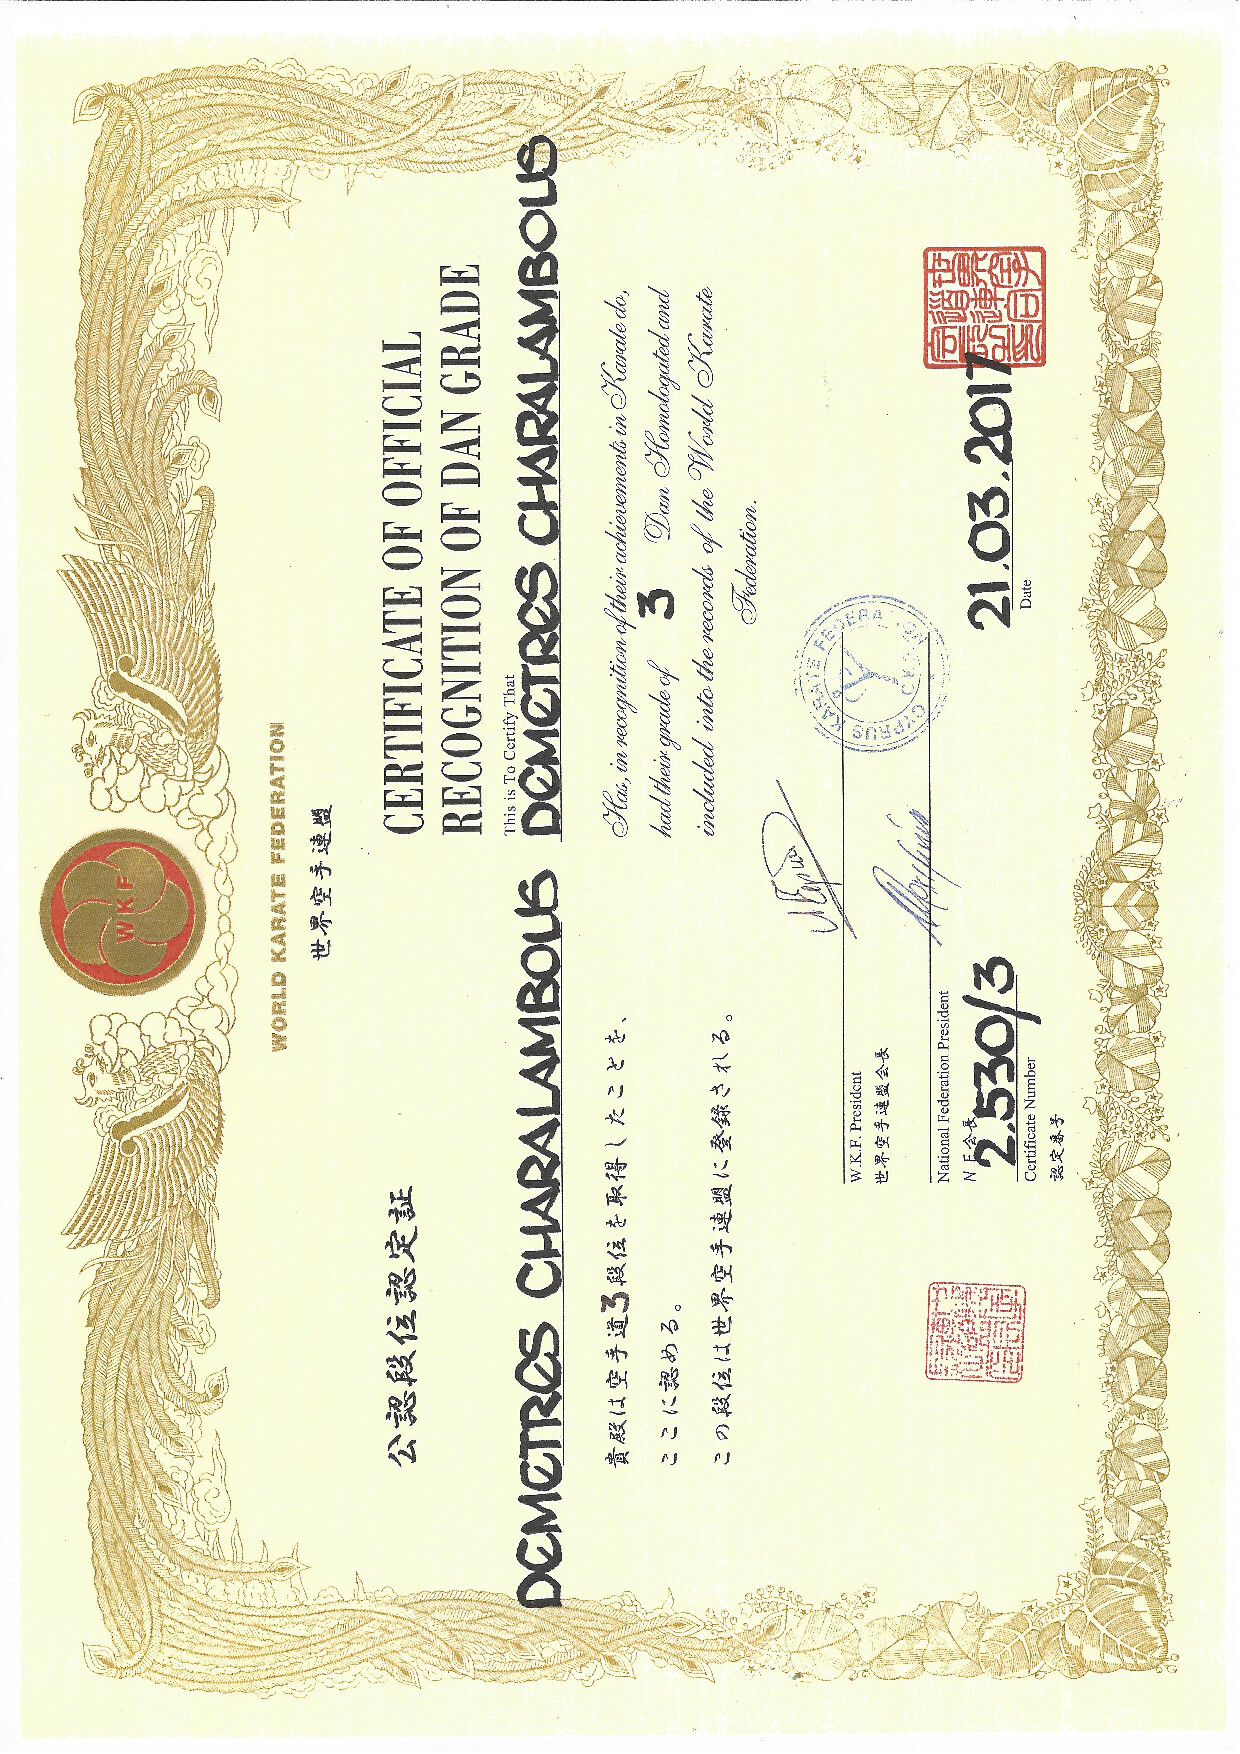 WKF
WORLD KARATE FEDERATION
世界空手連盟
公認段位認定証
DEMETRES CHARALAMBOUS
貴殿は空手道3段位を取得したことを、
ここに認める。
この段位は世界空手連盟に登録される。
CERTIFICATE OF OFFICIAL
RECOGNITION OF DAN GRADE
This is To Certify That
DEMETRES CHARALAMBOUS
Has, in recognition of their achievements in Karate do,
had their grade of 3 Dan Homologated and
included into the records of the World Karate
Federation.
W.K.F. President
世界空手連盟会長
National Federation President
N F会長
CYPRUS KARATE FEDERATION
2.530/3
Certificate Number
認定番号
21.03.2017
Date